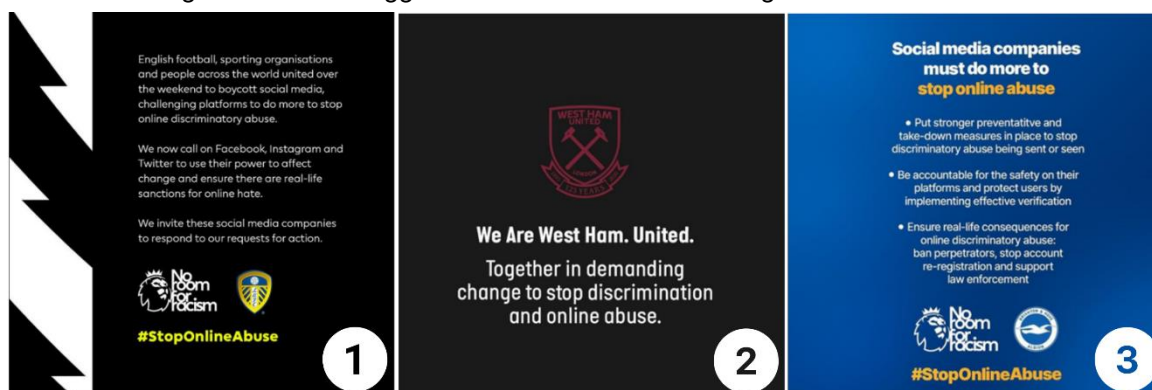 English football, sporting organisations
and people across the world united over
the weekend to boycott social media,
challenging platforms to do more to stop
online discriminatory abuse.
We now call on Facebook, Instagram and
Twitter to use their power to affect
change and ensure there are real-life
sanctions for online hate.
We invite these social media companies
to respond to our requests for action.
No
Room
For
Racism
#StopOnlineAbuse
1
WEST HAM
UNITED
LONDON
125 YEARS
We Are West Ham. United.
Together in demanding
change to stop discrimination
and online abuse.
2
Social media companies
must do more to
stop online abuse
• Put stronger preventatitve and
take-down measures in place to stop
discriminatory abuse being sent or seen
• Be accountable for the safety on their
platforms and protect users by
implementing effective verification
• Ensure real-life consequences for
online discriminatory abuse:
ban perpetrators, stop account
re-registration and support
law enforcement
No
Room
For
Racism
#StopOnlineAbuse
3